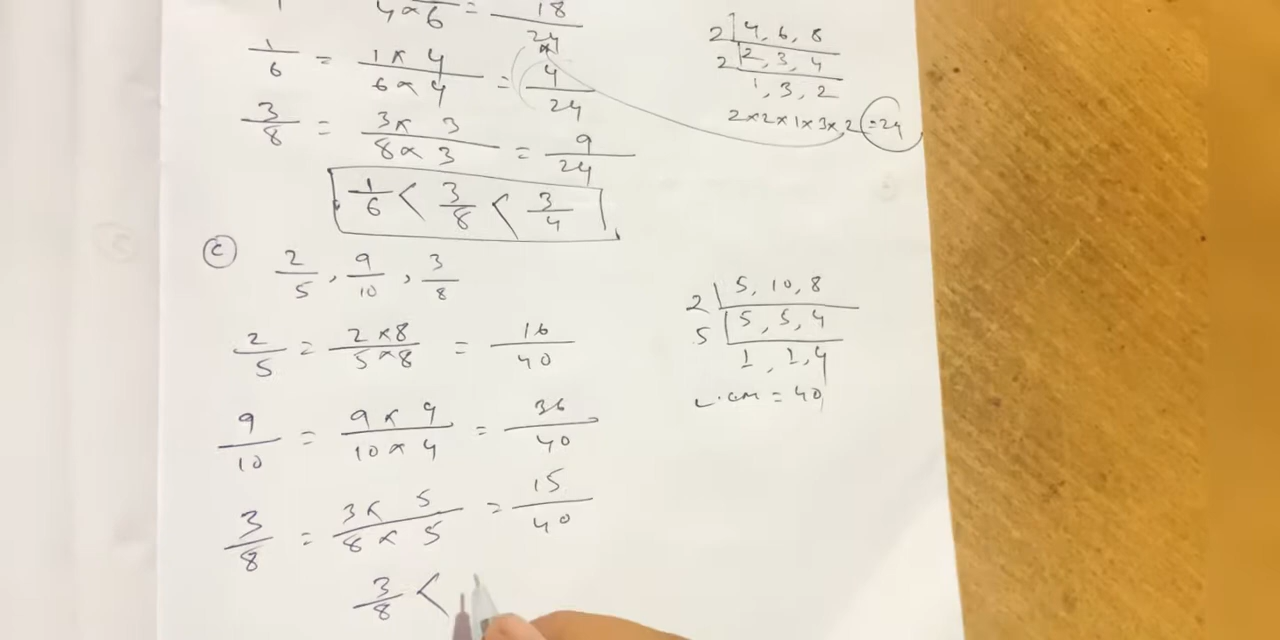 4×6 = 18/24
1/6 = 1×4/6×4 = 4/24
3/8 = 3×3/8×3 = 9/24
1/6 < 3/8 < 3/4
2 | 4, 6, 8
2 | 2, 3, 4
1, 3, 2
2×2×1×3×2 = 24
(c) 2/5, 9/10, 3/8
2/5 = 2×8/5×8 = 16/40
9/10 = 9×4/10×4 = 36/40
3/8 = 3×5/8×5 = 15/40
3/8 <
2 | 5, 10, 8
5 | 5, 5, 4
1, 1, 4
L.CM = 40